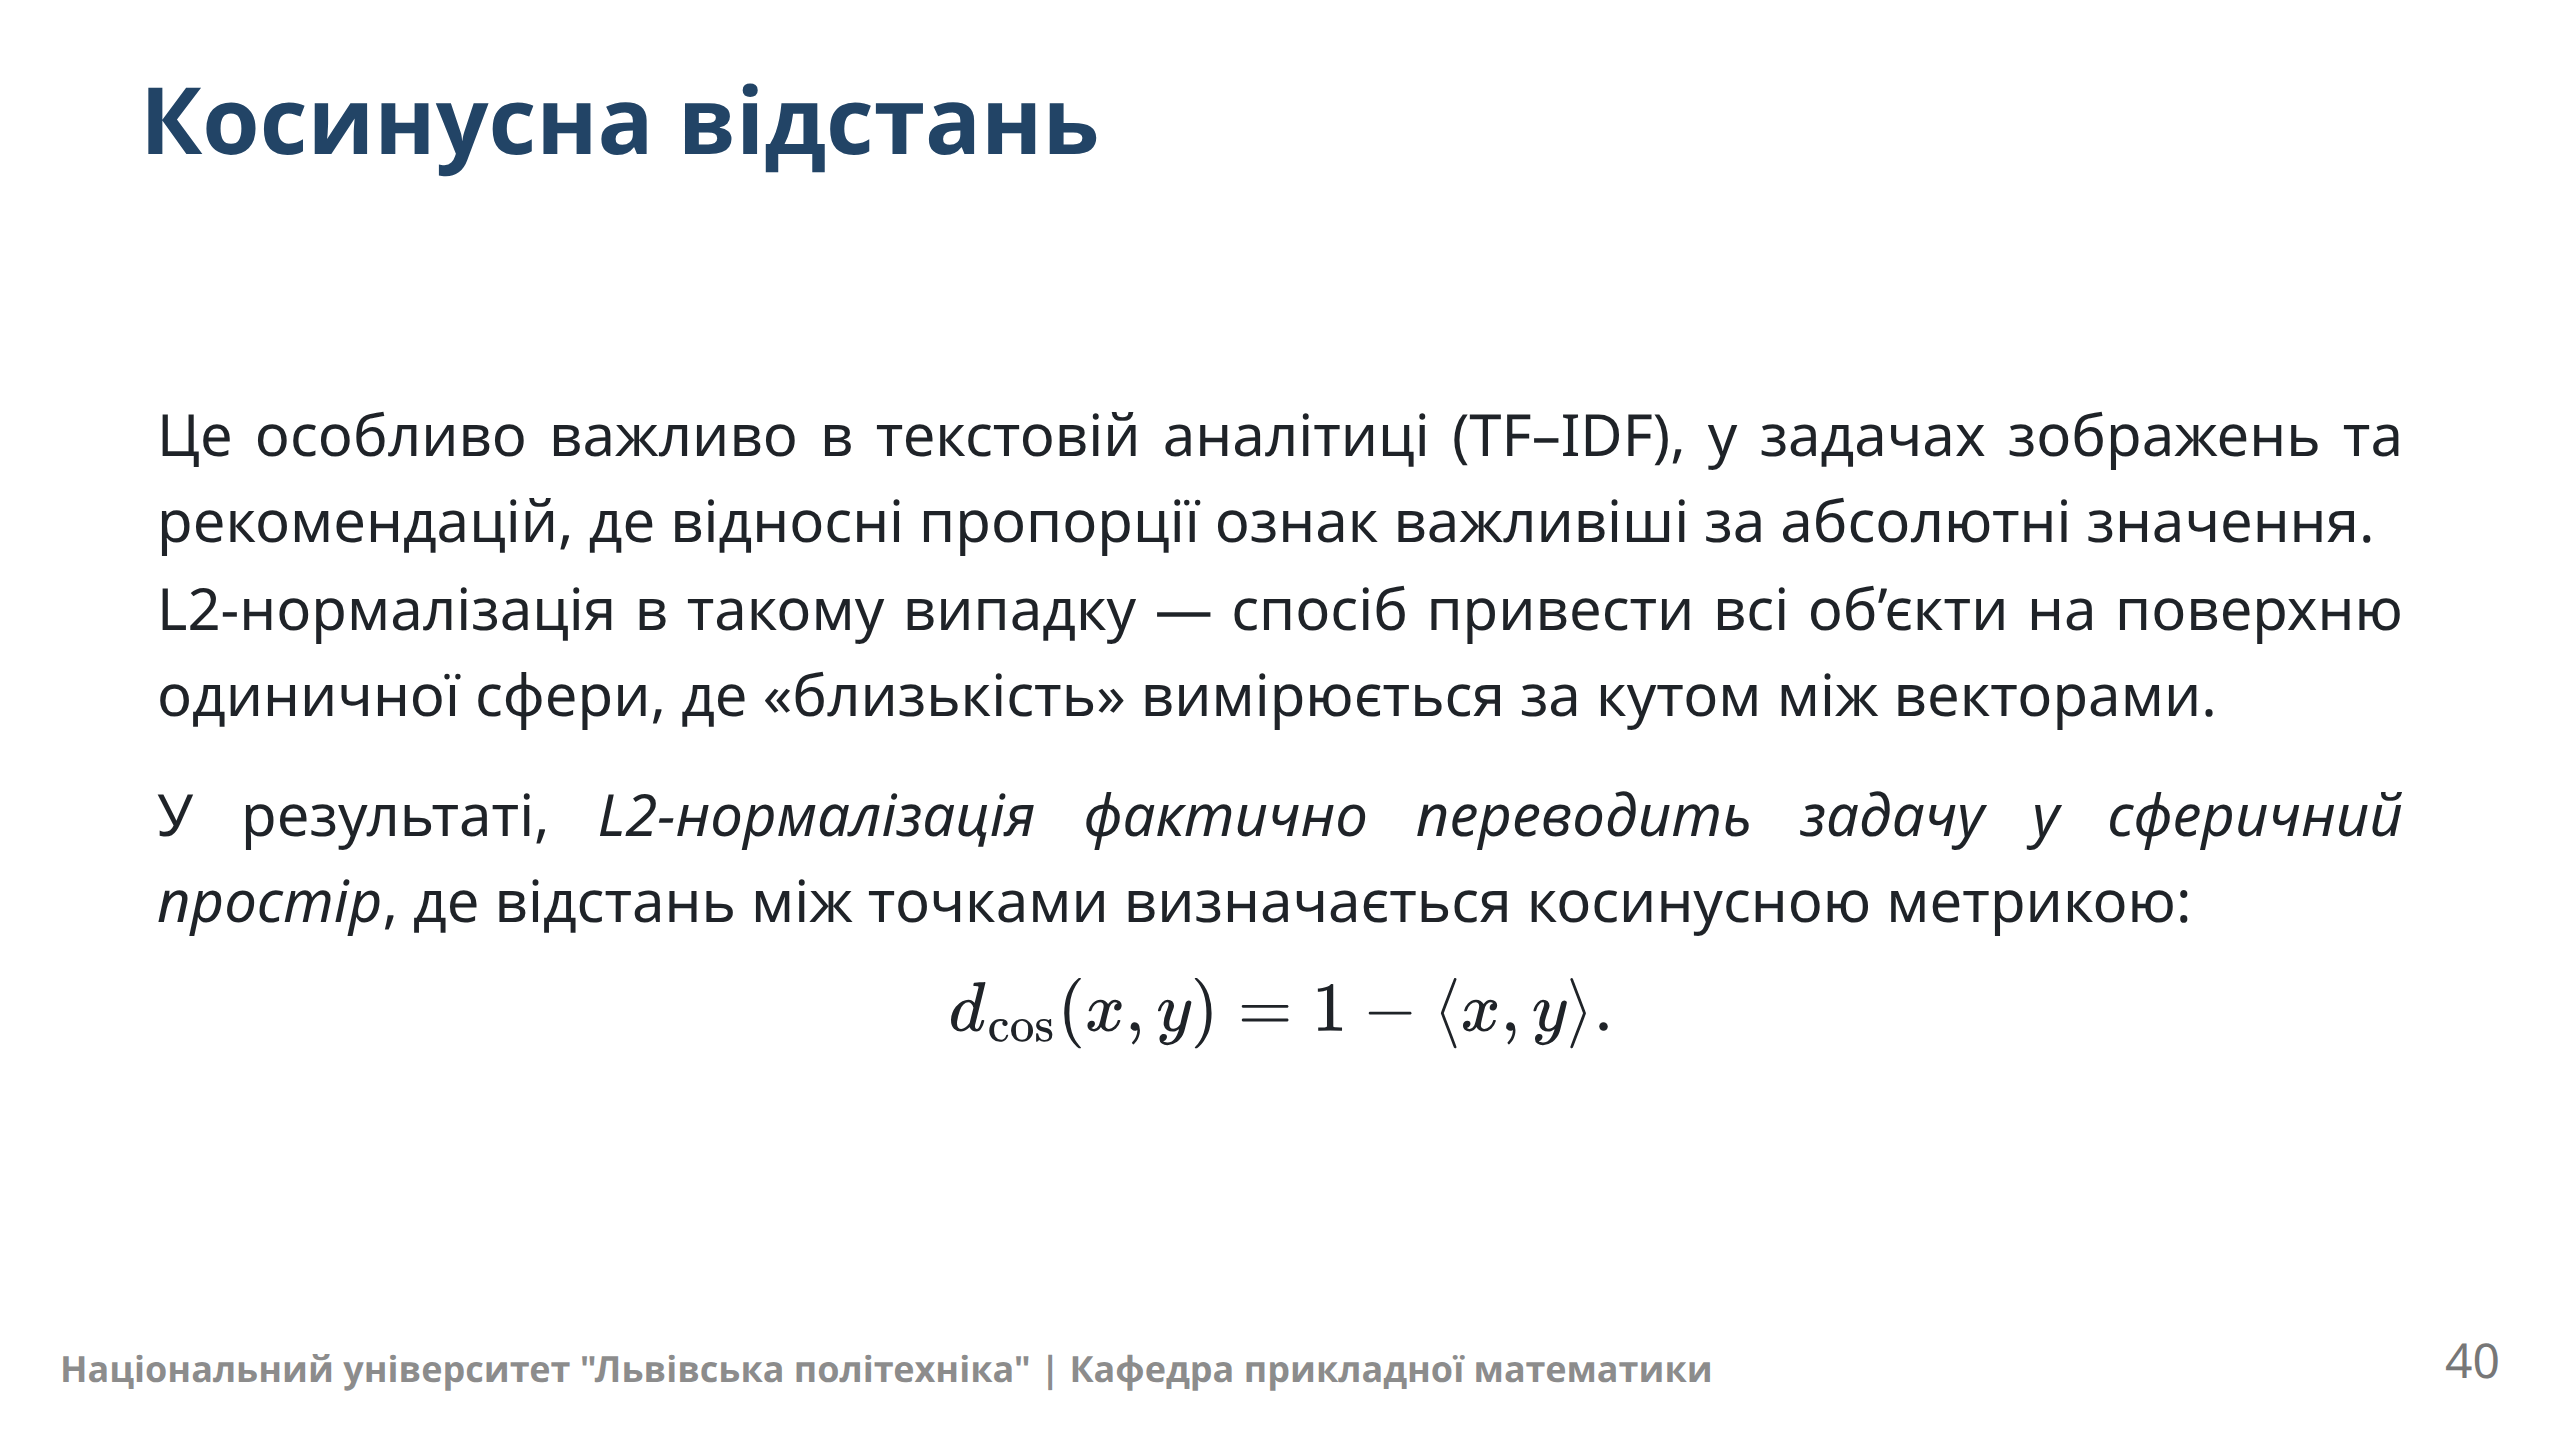 Косинусна відстань
Це особливо важливо в текстовій аналітиці (TF–IDF), у задачах зображень та
рекомендацій, де відносні пропорції ознак важливіші за абсолютні значення.
L2-нормалізація в такому випадку — спосіб привести всі об’єкти на поверхню
одиничної сфери, де «близькість» вимірюється за кутом між векторами.
У результаті, L2-нормалізація фактично переводить задачу у сферичний
простір, де відстань між точками визначається косинусною метрикою:
d_cos(x, y) = 1 − ⟨x, y⟩.
Національний університет "Львівська політехніка" | Кафедра прикладної математики
40